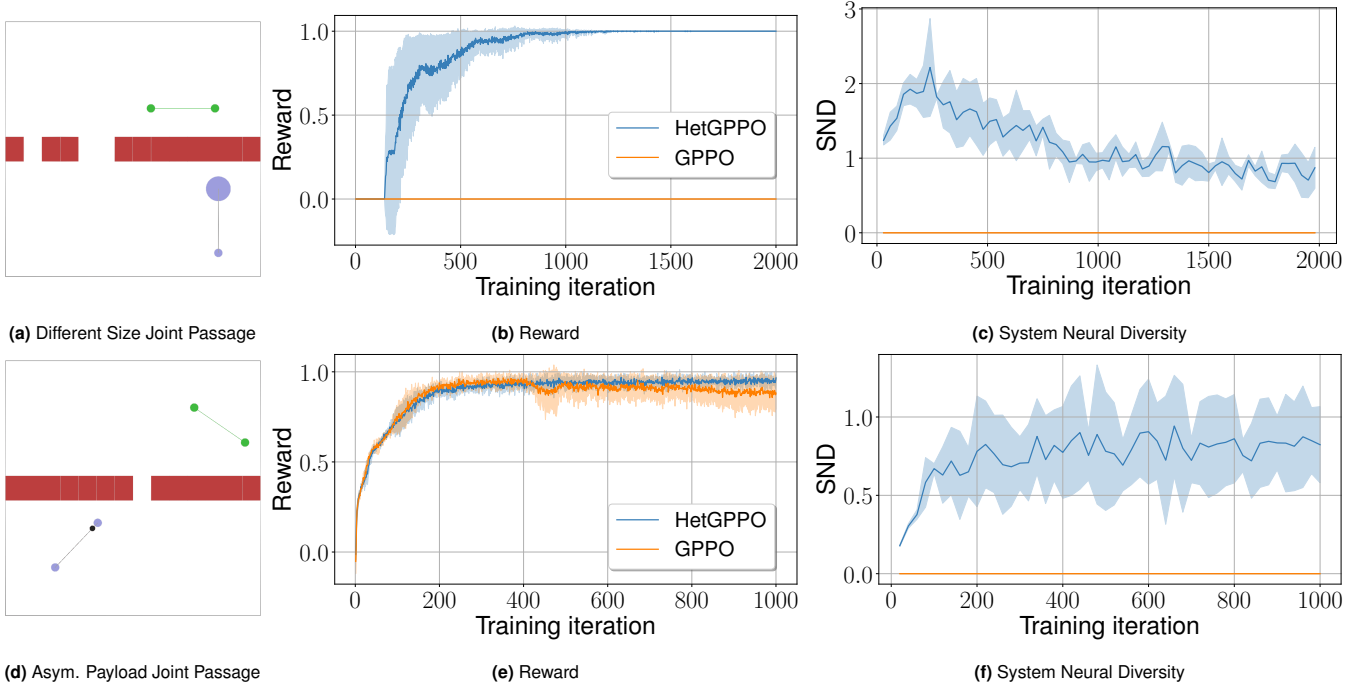 1.0
0.5
0.0
Reward
HetGPPO
GPPO
0
500
1000
1500
2000
Training iteration
3
2
1
0
SND
0
500
1000
1500
2000
Training iteration
(a) Different Size Joint Passage
(b) Reward
(c) System Neural Diversity
1.0
0.5
0.0
Reward
HetGPPO
GPPO
0
200
400
600
800
1000
Training iteration
1.0
0.5
0.0
SND
0
200
400
600
800
1000
Training iteration
(d) Asym. Payload Joint Passage
(e) Reward
(f) System Neural Diversity